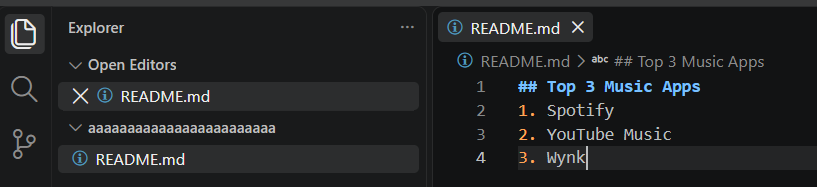 Explorer
···
Open Editors
README.md
aaaaaaaaaaaaaaaaaaaaaaaa
README.md
README.md
README.md > abc ## Top 3 Music Apps
1 ## Top 3 Music Apps
2 1. Spotify
3 2. YouTube Music
4 3. Wynk